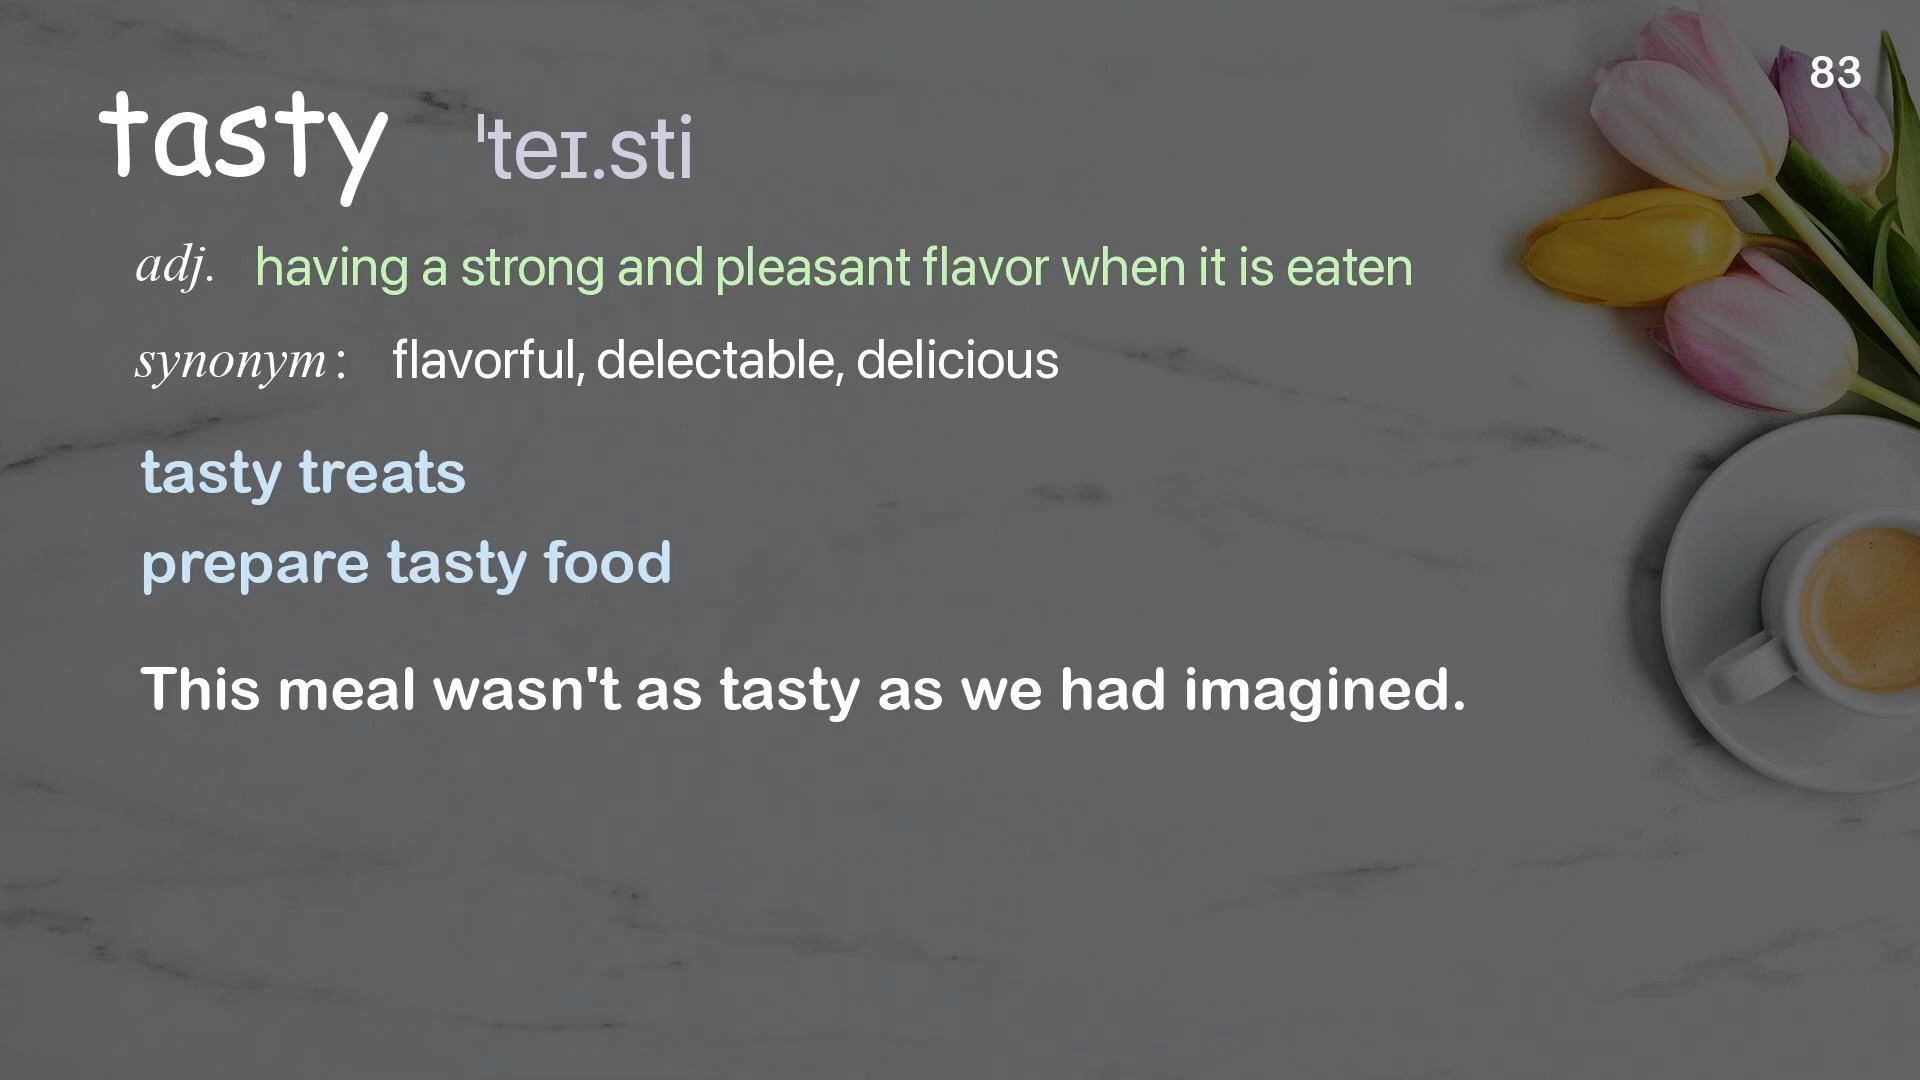 83
tasty ˈteɪ.sti
adj. having a strong and pleasant flavor when it is eaten
synonym: flavorful, delectable, delicious
tasty treats
prepare tasty food
This meal wasn't as tasty as we had imagined.